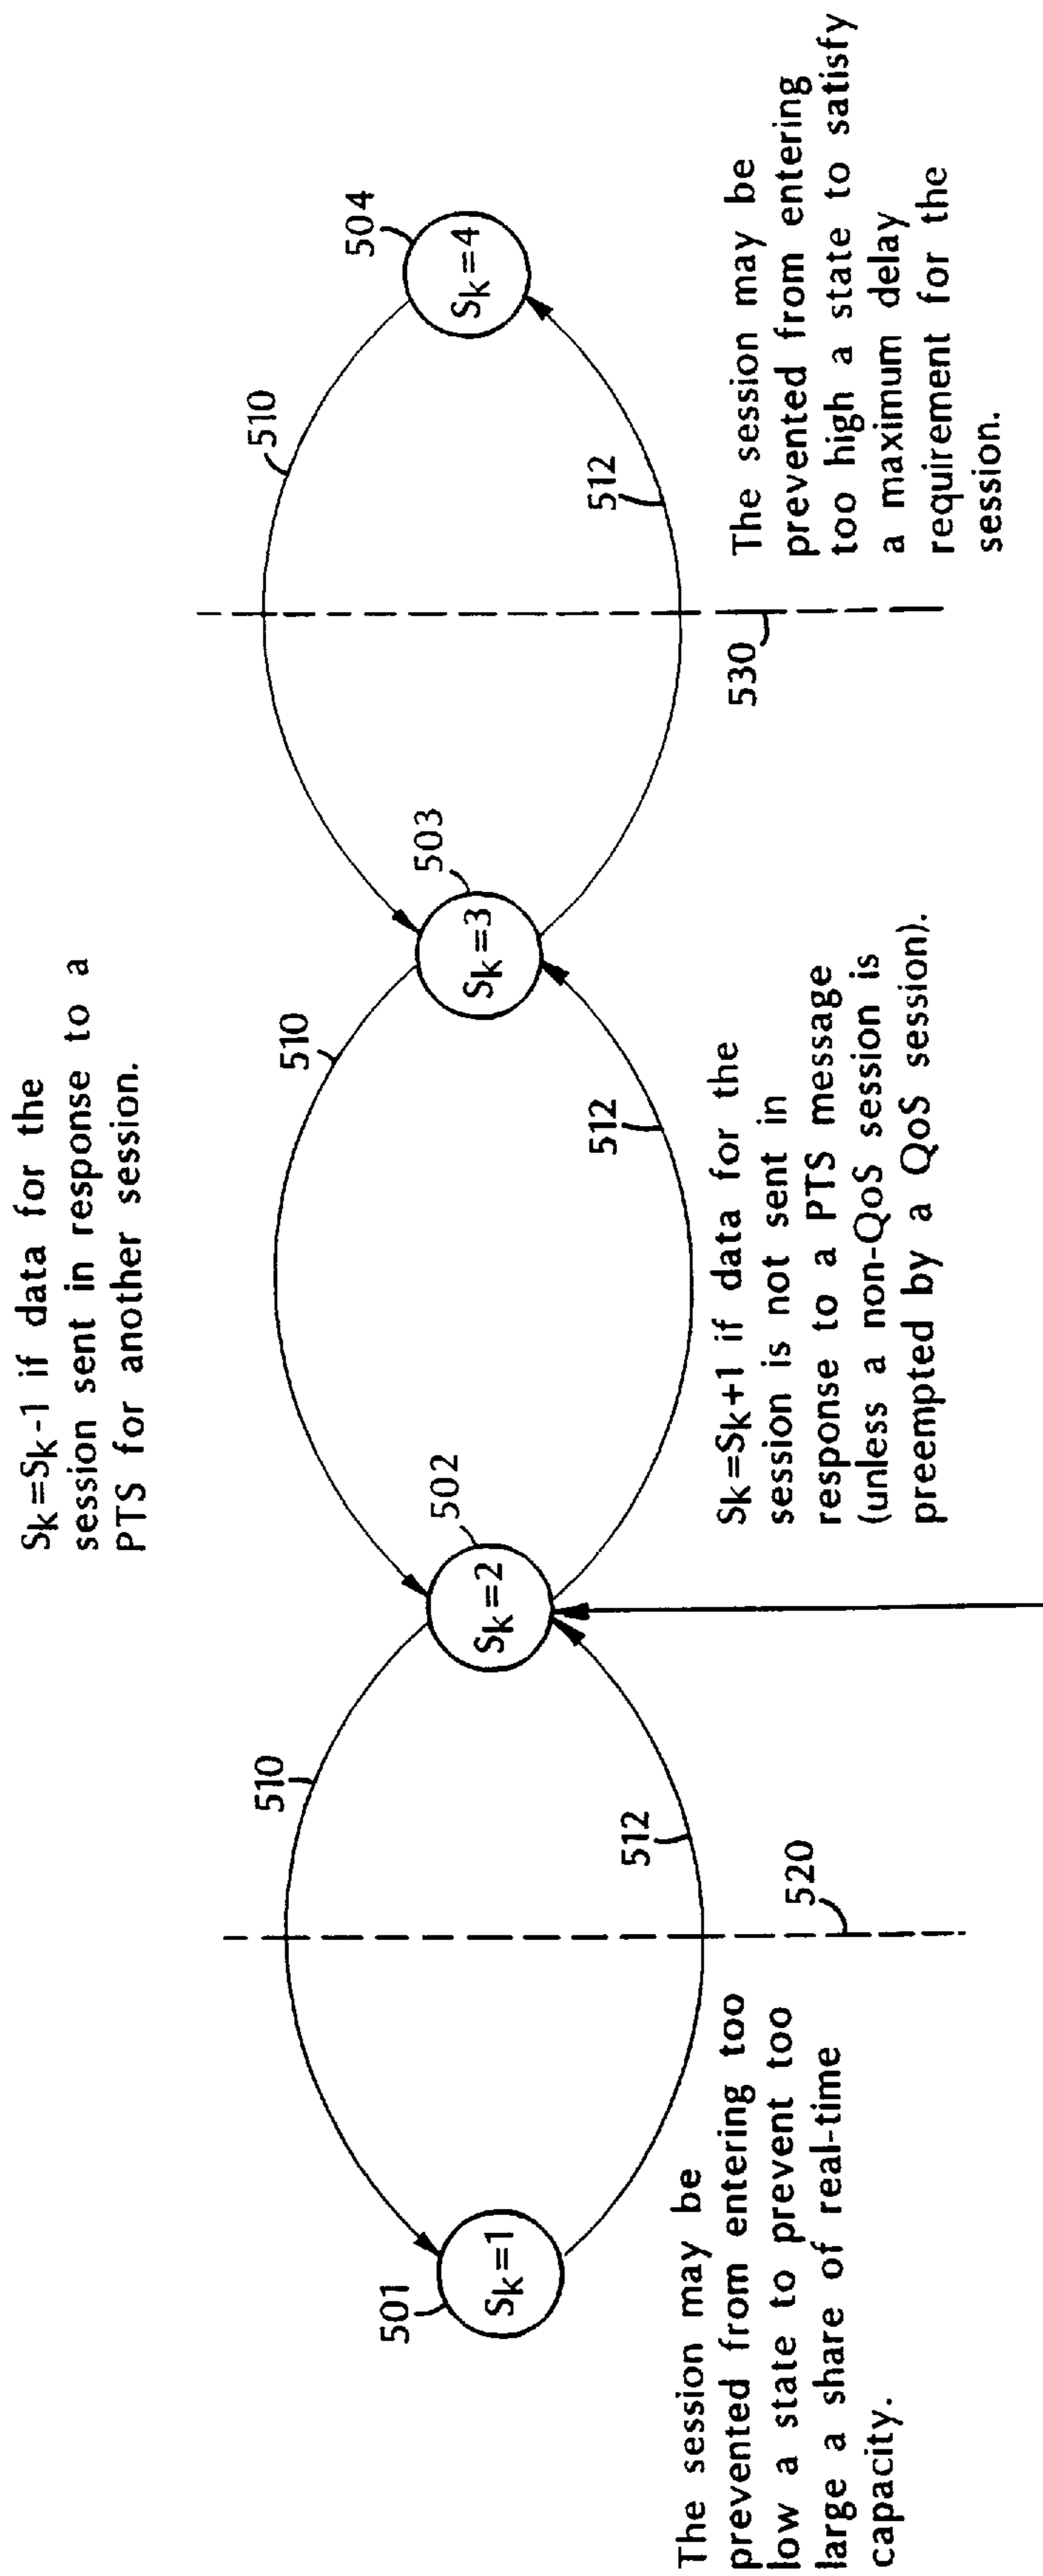 Sk=Sk-1 if data for the
session sent in response to a
PTS for another session.
510
510
510
501
Sk=1
502
Sk=2
503
Sk=3
504
Sk=4
512
512
512
520
530
The session may be
prevented from entering too
low a state to prevent too
large a share of real-time
capacity.
Sk=Sk+1 if data for the
session is not sent in
response to a PTS message
(unless a non-QoS session is
preempted by a QoS session).
The session may be
prevented from entering
too high a state to satisfy
a maximum delay
requirement for the
session.